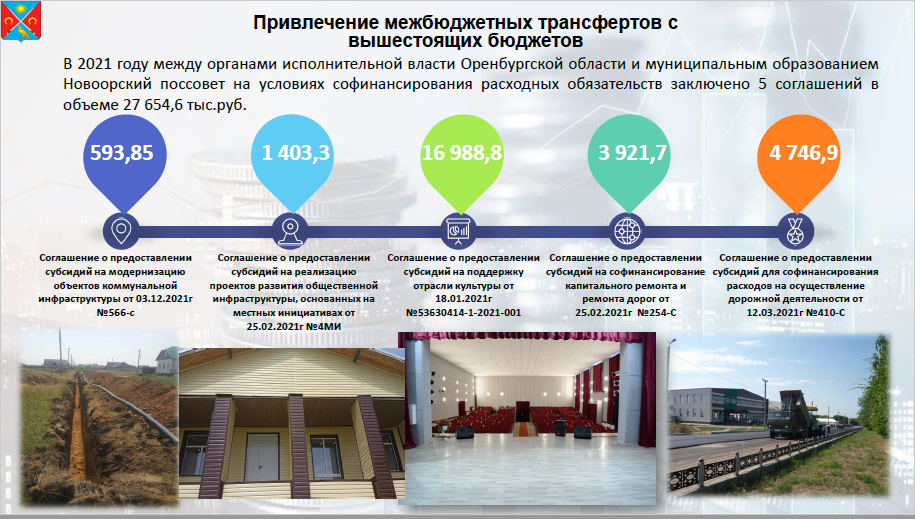 Привлечение межбюджетных трансфертов с
вышестоящих бюджетов
В 2021 году между органами исполнительной власти Оренбургской области и муниципальным образованием
Новоорский поссовет на условиях софинансирования расходных обязательств заключено 5 соглашений в
объеме 27 654,6 тыс.руб.
593,85
1 403,3
16 988,8
3 921,7
4 746,9
Соглашение о предоставлении
субсидий на модернизацию
объектов коммунальной
инфраструктуры от 03.12.2021г
№566-с
Соглашение о предоставлении
субсидий на реализацию
проектов развития общественной
инфраструктуры, основанных на
местных инициативах от
25.02.2021г №4МИ
Соглашение о предоставлении
субсидий на поддержку
отрасли культуры от
18.01.2021г
№53630414-1-2021-001
Соглашение о предоставлении
субсидий на софинансирование
капитального ремонта и
ремонта дорог от
25.02.2021г №254-С
Соглашение о предоставлении
субсидий для софинансирования
расходов на осуществление
дорожной деятельности от
12.03.2021г №410-С